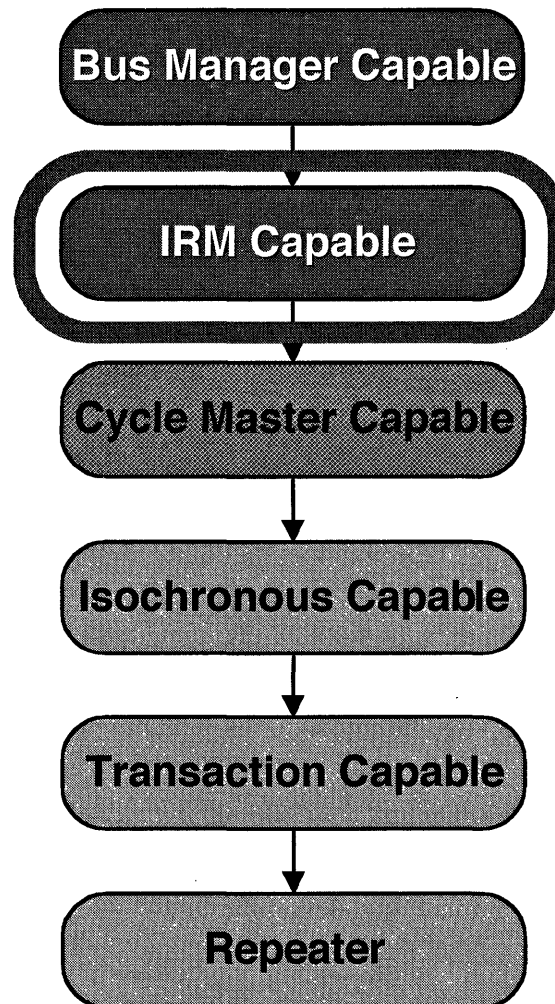 Bus Manager Capable
IRM Capable
Cycle Master Capable
Isochronous Capable
Transaction Capable
Repeater